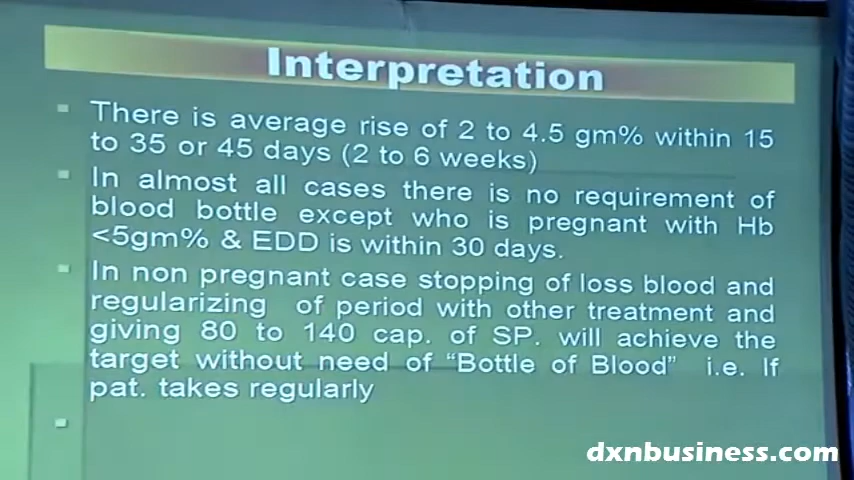 Interpretation
There is average rise of 2 to 4.5 gm% within 15
to 35 or 45 days (2 to 6 weeks)
In almost all cases there is no requirement of
blood bottle except who is pregnant with Hb
<5gm% & EDD is within 30 days.
In non pregnant case stopping of loss blood and
regularizing of period with other treatment and
giving 80 to 140 cap. of SP. will achieve the
target without need of “Bottle of Blood” i.e. If
pat. takes regularly
dxnbusiness.com